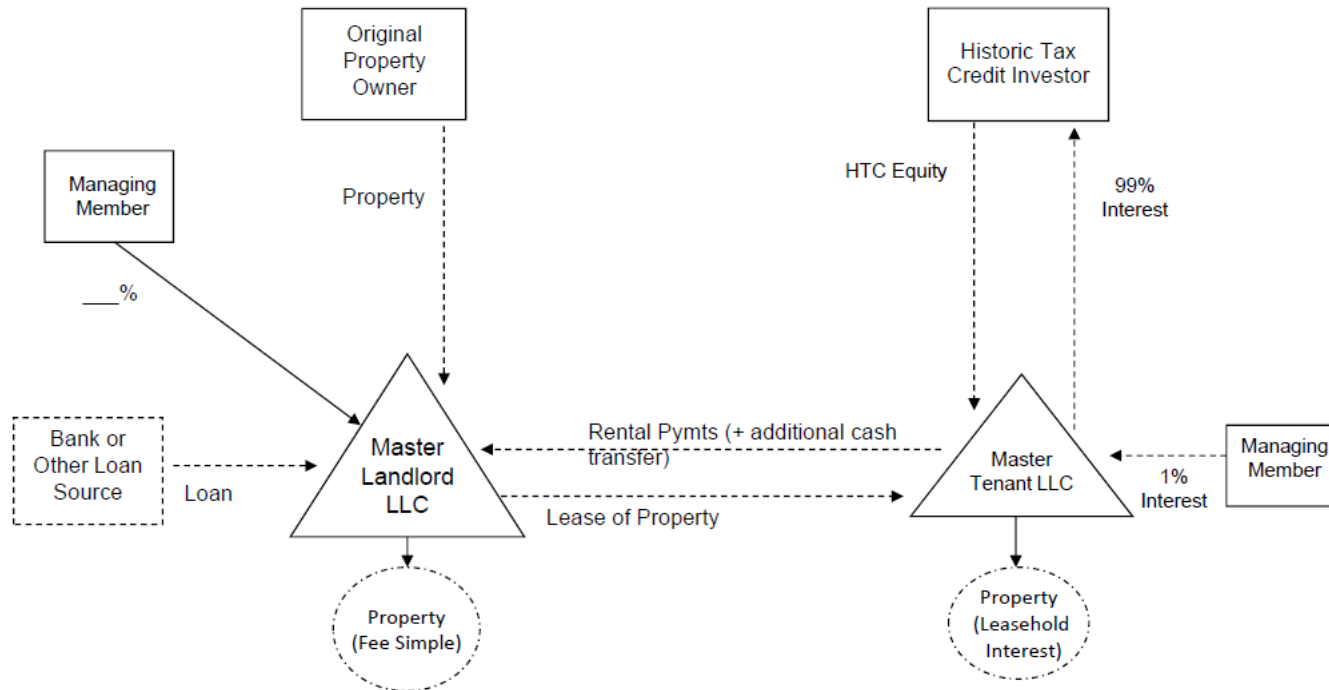 Original
Property
Owner
Historic Tax
Credit Investor
Managing
Member
Property
HTC Equity
99%
Interest
___%
Bank or
Other Loan
Source
Loan
Master
Landlord
LLC
Rental Pymts (+ additional cash
transfer)
Lease of Property
Master
Tenant LLC
1%
Interest
Managing
Member
Property
(Fee Simple)
Property
(Leasehold
Interest)